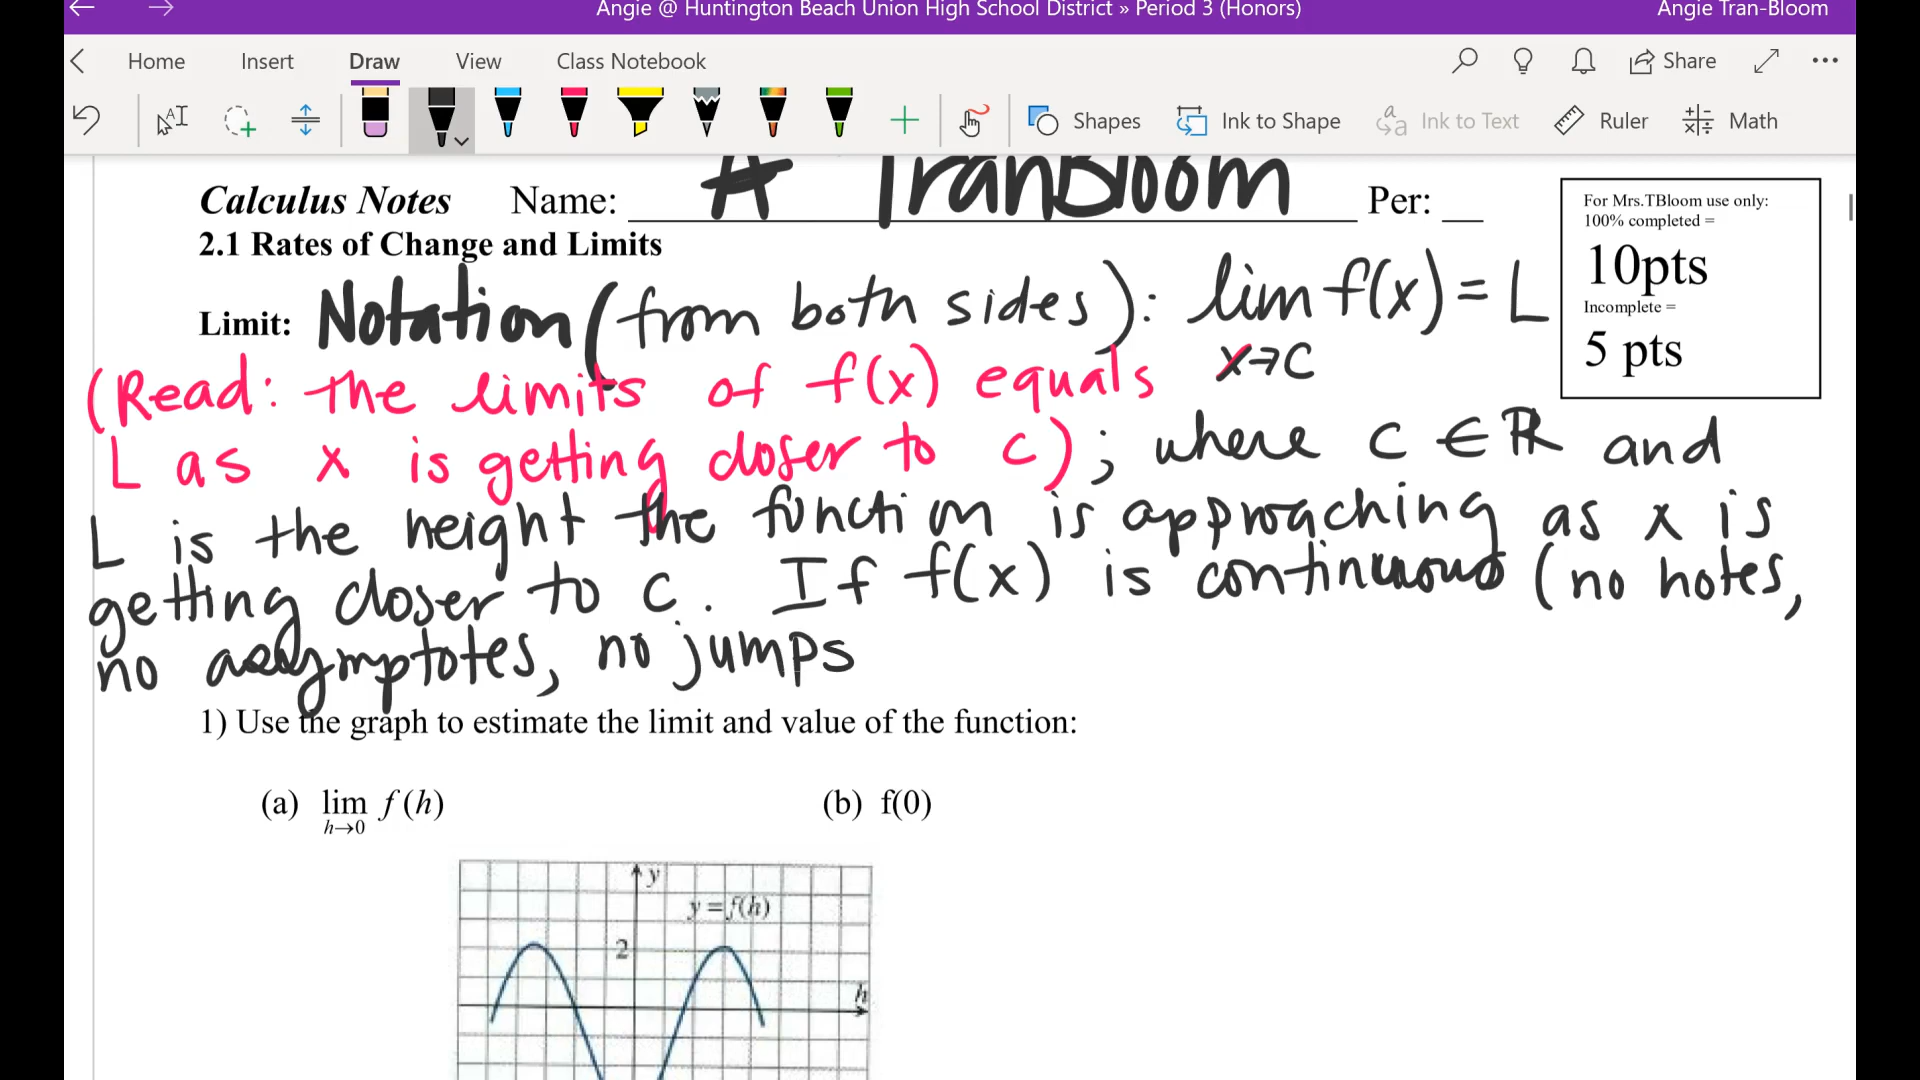 Angie @ Huntington Beach Union High School District » Period 3 (Honors)
Angie Tran-Bloom
Home Insert Draw View Class Notebook Share
Shapes Ink to Shape Ink to Text Ruler Math
Calculus Notes Name: A TranBloom Per:
2.1 Rates of Change and Limits
For Mrs.TBloom use only:
100% completed =
10pts
Incomplete =
5 pts
Limit: Notation (from both sides): lim f(x) = L
x→c
(Read: the limits of f(x) equals
L as x is getting closer to c) ; where c ∈ ℝ and
L is the height the function is approaching as x is
getting closer to c. If f(x) is continuous (no holes,
no asymptotes, no jumps
1) Use the graph to estimate the limit and value of the function:
(a) lim f(h) (b) f(0)
h→0
y
y = f(h)
2
h